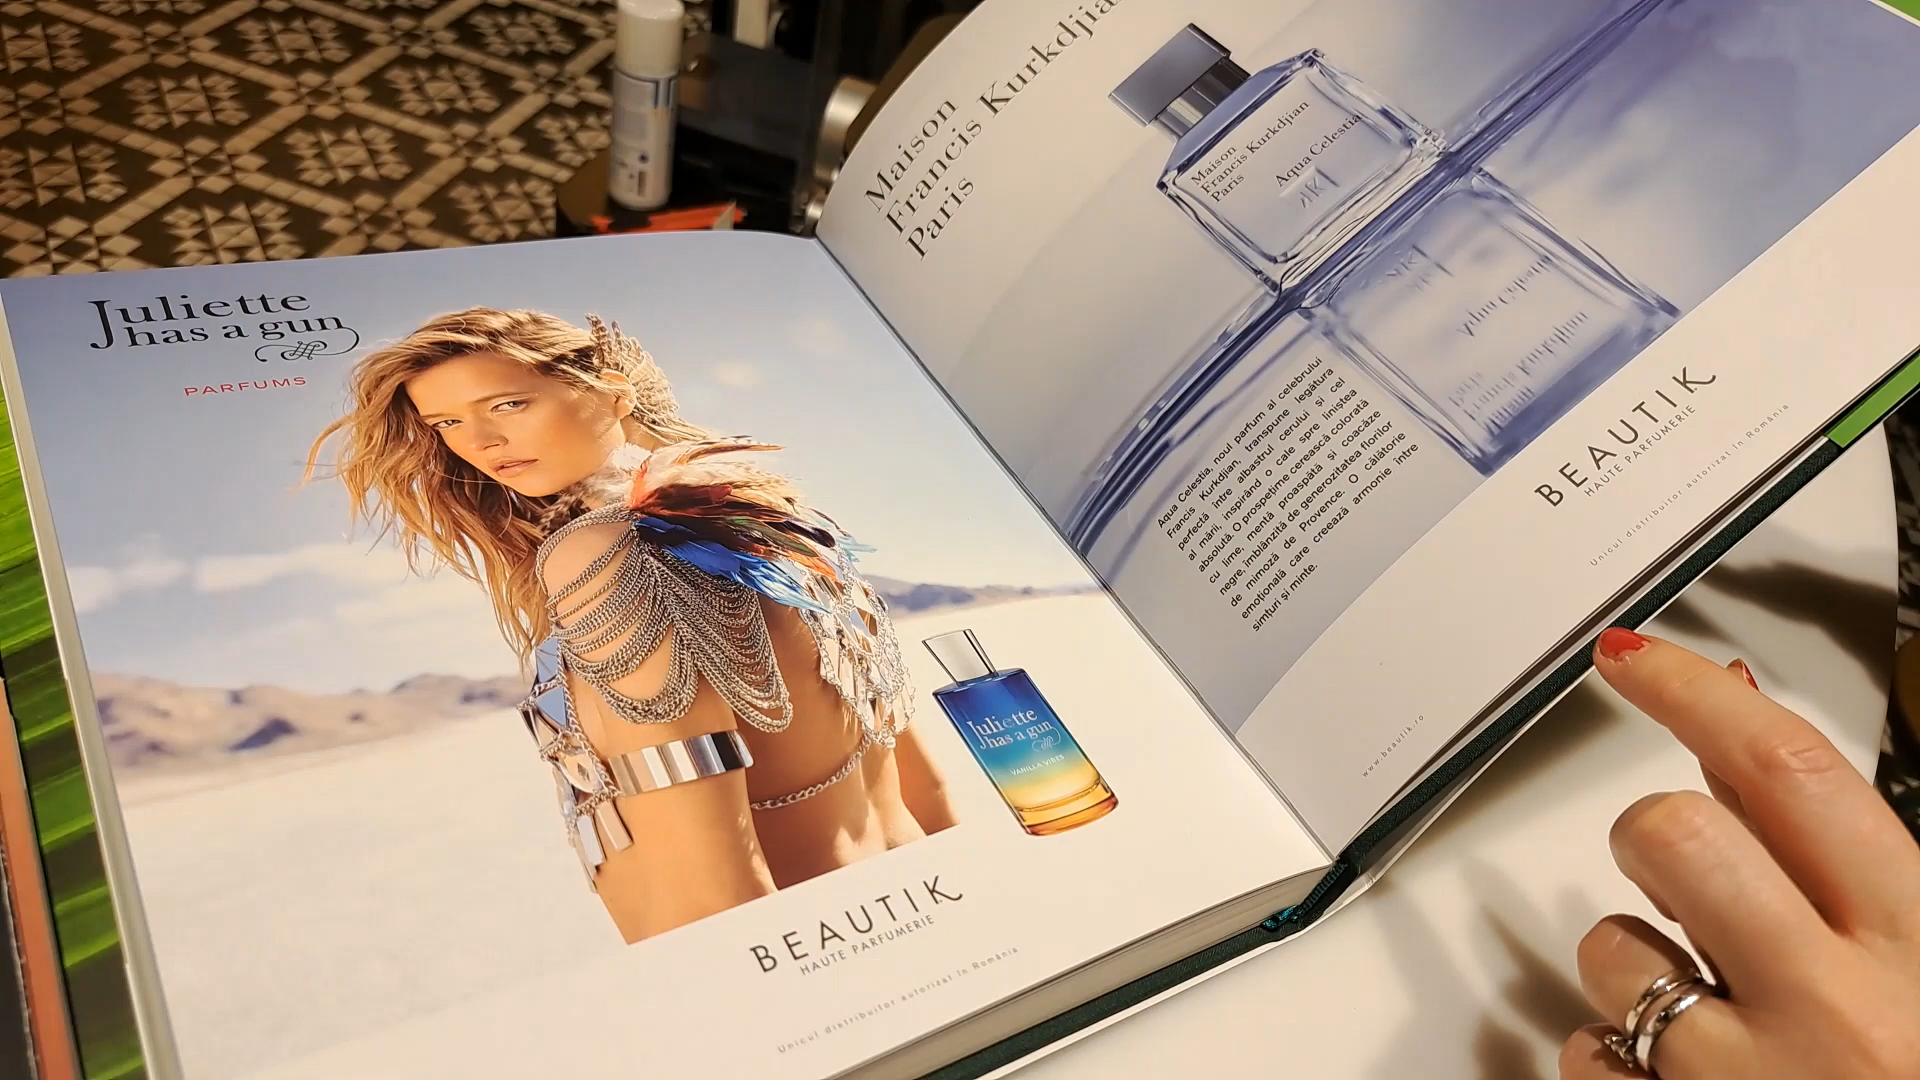 Juliette
has a gun
PARFUMS
Juliette
has a gun
VANILLA VIBES
BEAUTIK
HAUTE PARFUMERIE
Unicul distribuitor autorizat în România
Maison
Francis Kurkdjian
Paris
Maison
Francis Kurkdjian
Paris
Aqua Celestia
Aqua Celestia, noul parfum al celebrului
Francis Kurkdjian, transpune legătura
perfectă între albastrul cerului și cel
al mării, inspirând o cale spre liniștea
absolută. O prospețime cerească colorată
cu lime, mentă proaspătă și coacăze
negre, îmblânzită de generozitatea florilor
de mimoză de Provence. O călătorie
emoțională care creează armonie între
simțuri și minte.
BEAUTIK
HAUTE PARFUMERIE
Unicul distribuitor autorizat în România
www.beautik.ro